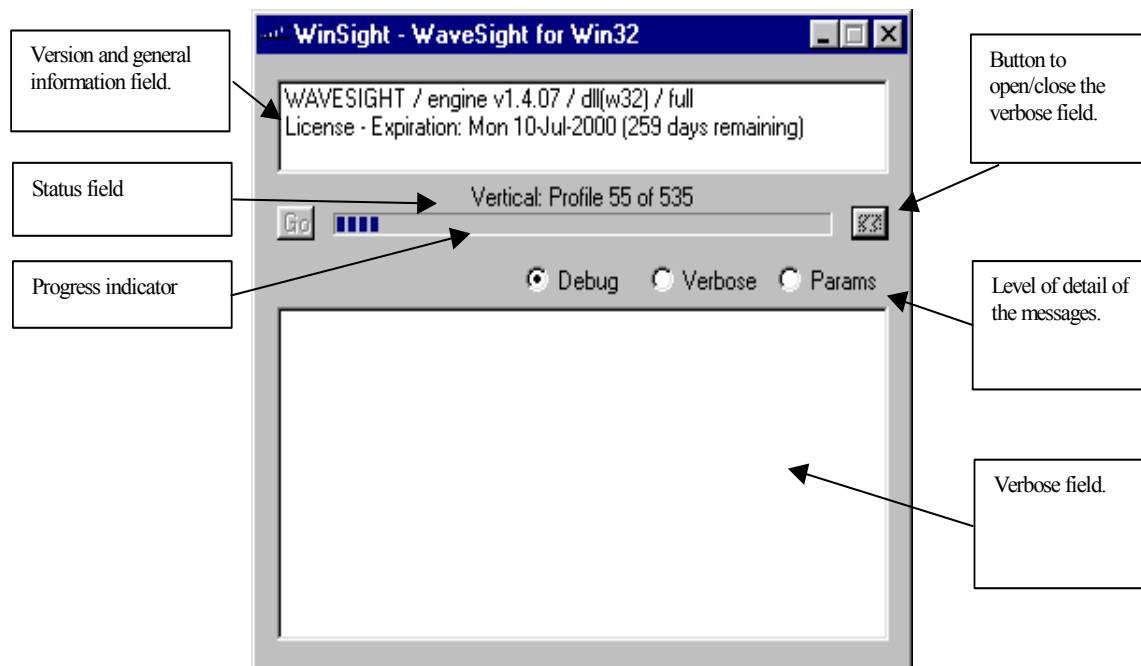 WinSight - WaveSight for Win32
Version and general
information field.
Button to
open/close the
verbose field.
WAVESIGHT / engine v1.4.07 / dll(w32) / full
License - Expiration: Mon 10-Jul-2000 (259 days remaining)
Status field
Vertical: Profile 55 of 535
Go
Progress indicator
Debug Verbose Params
Level of detail of
the messages.
Verbose field.